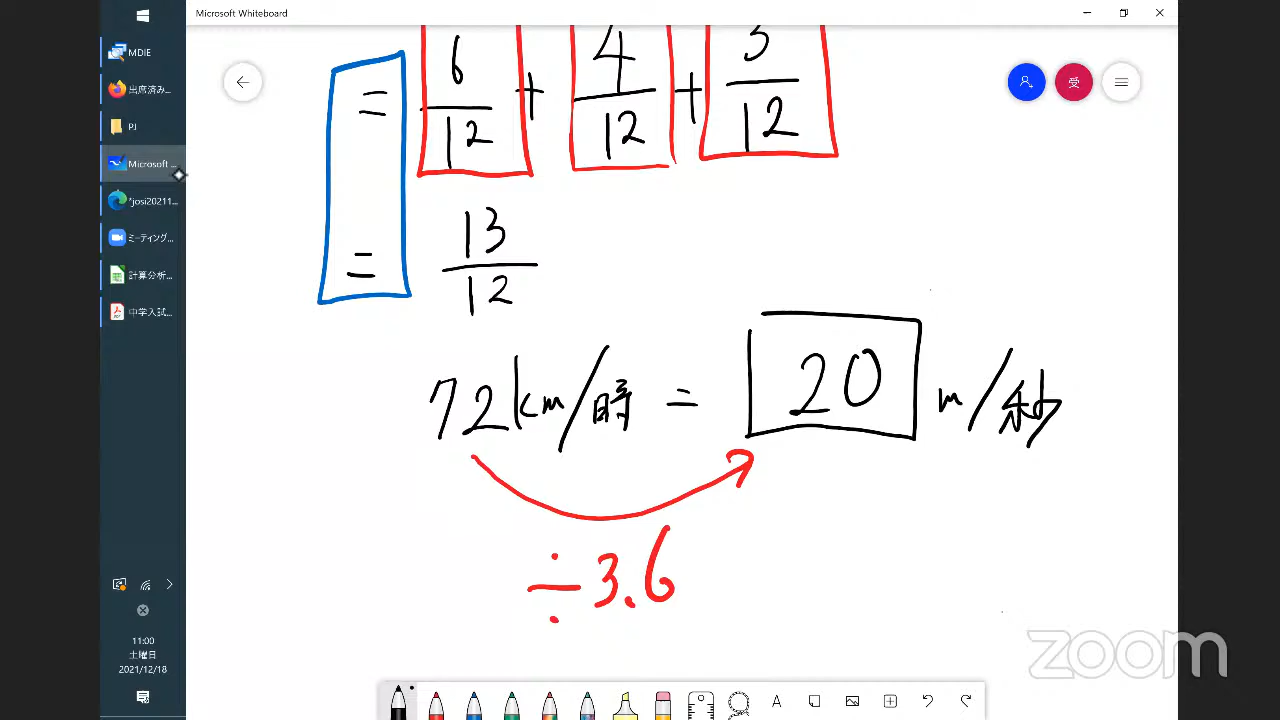 Microsoft Whiteboard
MDIE
出席済み...
PJ
Microsoft ...
*josi20211...
ミーティング...
計算分析...
中学入試...
= 6/12 + 4/12 + 3/12
= 13/12
72km/時 = 20 m/秒
÷3.6
受
A
11:00
土曜日
2021/12/18
zoom